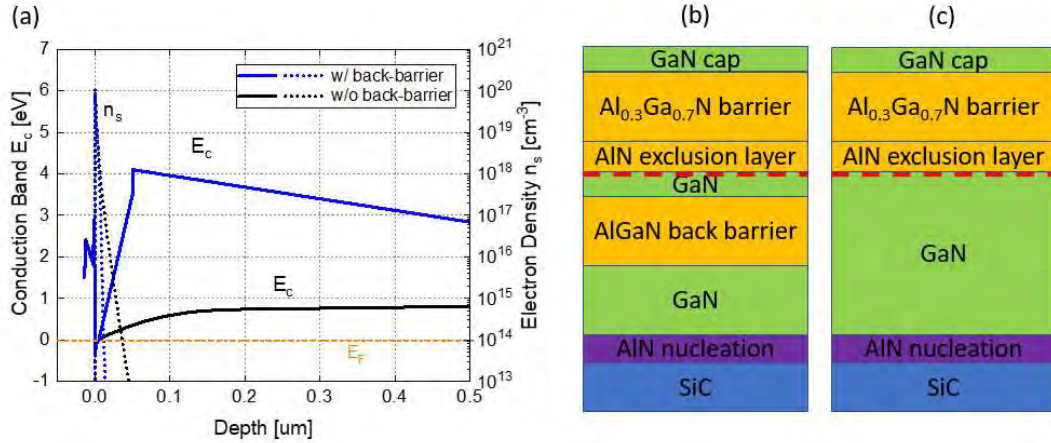 (a)
Conduction Band E_c [eV]
7
6
5
4
3
2
1
0
-1
w/ back-barrier
w/o back-barrier
n_s
E_c
E_c
E_F
10^21
10^20
10^19
10^18
10^17
10^16
10^15
10^14
10^13
Electron Density n_s [cm^-3]
0.0 0.1 0.2 0.3 0.4 0.5
Depth [um]
(b)
GaN cap
Al0.3Ga0.7N barrier
AlN exclusion layer
GaN
AlGaN back barrier
GaN
AlN nucleation
SiC
(c)
GaN cap
Al0.3Ga0.7N barrier
AlN exclusion layer
GaN
AlN nucleation
SiC